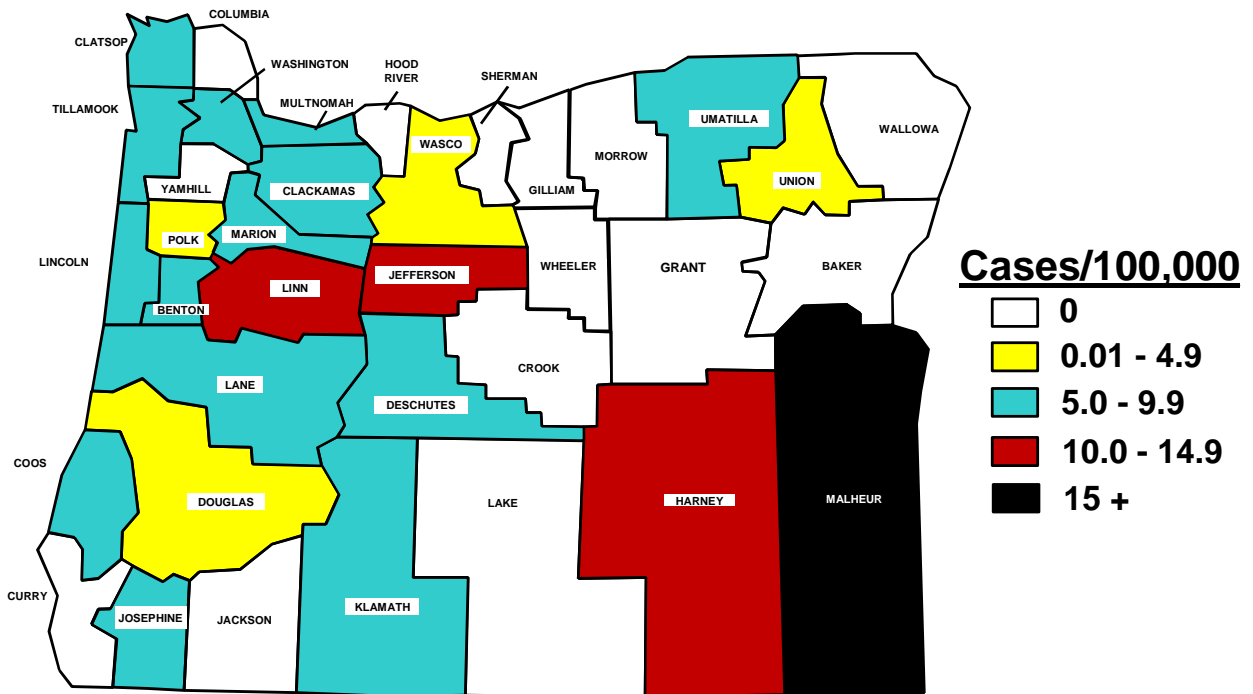 COLUMBIA
CLATSOP
WASHINGTON
HOOD
RIVER
SHERMAN
TILLAMOOK
MULTNOMAH
UMATILLA
WALLOWA
WASCO
MORROW
GILLIAM
UNION
YAMHILL
CLACKAMAS
POLK
MARION
LINCOLN
JEFFERSON
WHEELER
GRANT
BAKER
LINN
BENTON
CROOK
LANE
DESCHUTES
COOS
DOUGLAS
LAKE
HARNEY
MALHEUR
CURRY
JOSEPHINE
JACKSON
KLAMATH
Cases/100,000
0
0.01 - 4.9
5.0 - 9.9
10.0 - 14.9
15 +